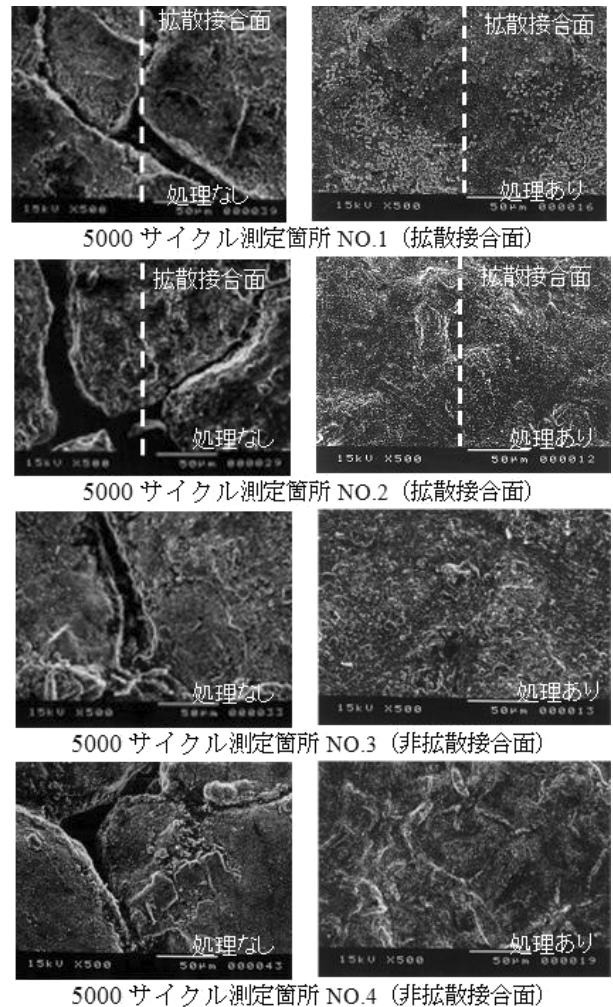 拡散接合面 拡散接合面
処理なし 処理あり
15kV X500 50μm 000039 15kV X500 50μm 000016
5000 サイクル測定箇所 NO.1 (拡散接合面)
拡散接合面 拡散接合面
処理なし 処理あり
15kV X500 50μm 000029 15kV X500 50μm 000012
5000 サイクル測定箇所 NO.2 (拡散接合面)
処理なし 処理あり
15kV X500 50μm 000033 15kV X500 50μm 000013
5000 サイクル測定箇所 NO.3 (非拡散接合面)
処理なし 処理あり
15kV X500 50μm 000043 15kV X500 50μm 000019
5000 サイクル測定箇所 NO.4 (非拡散接合面)